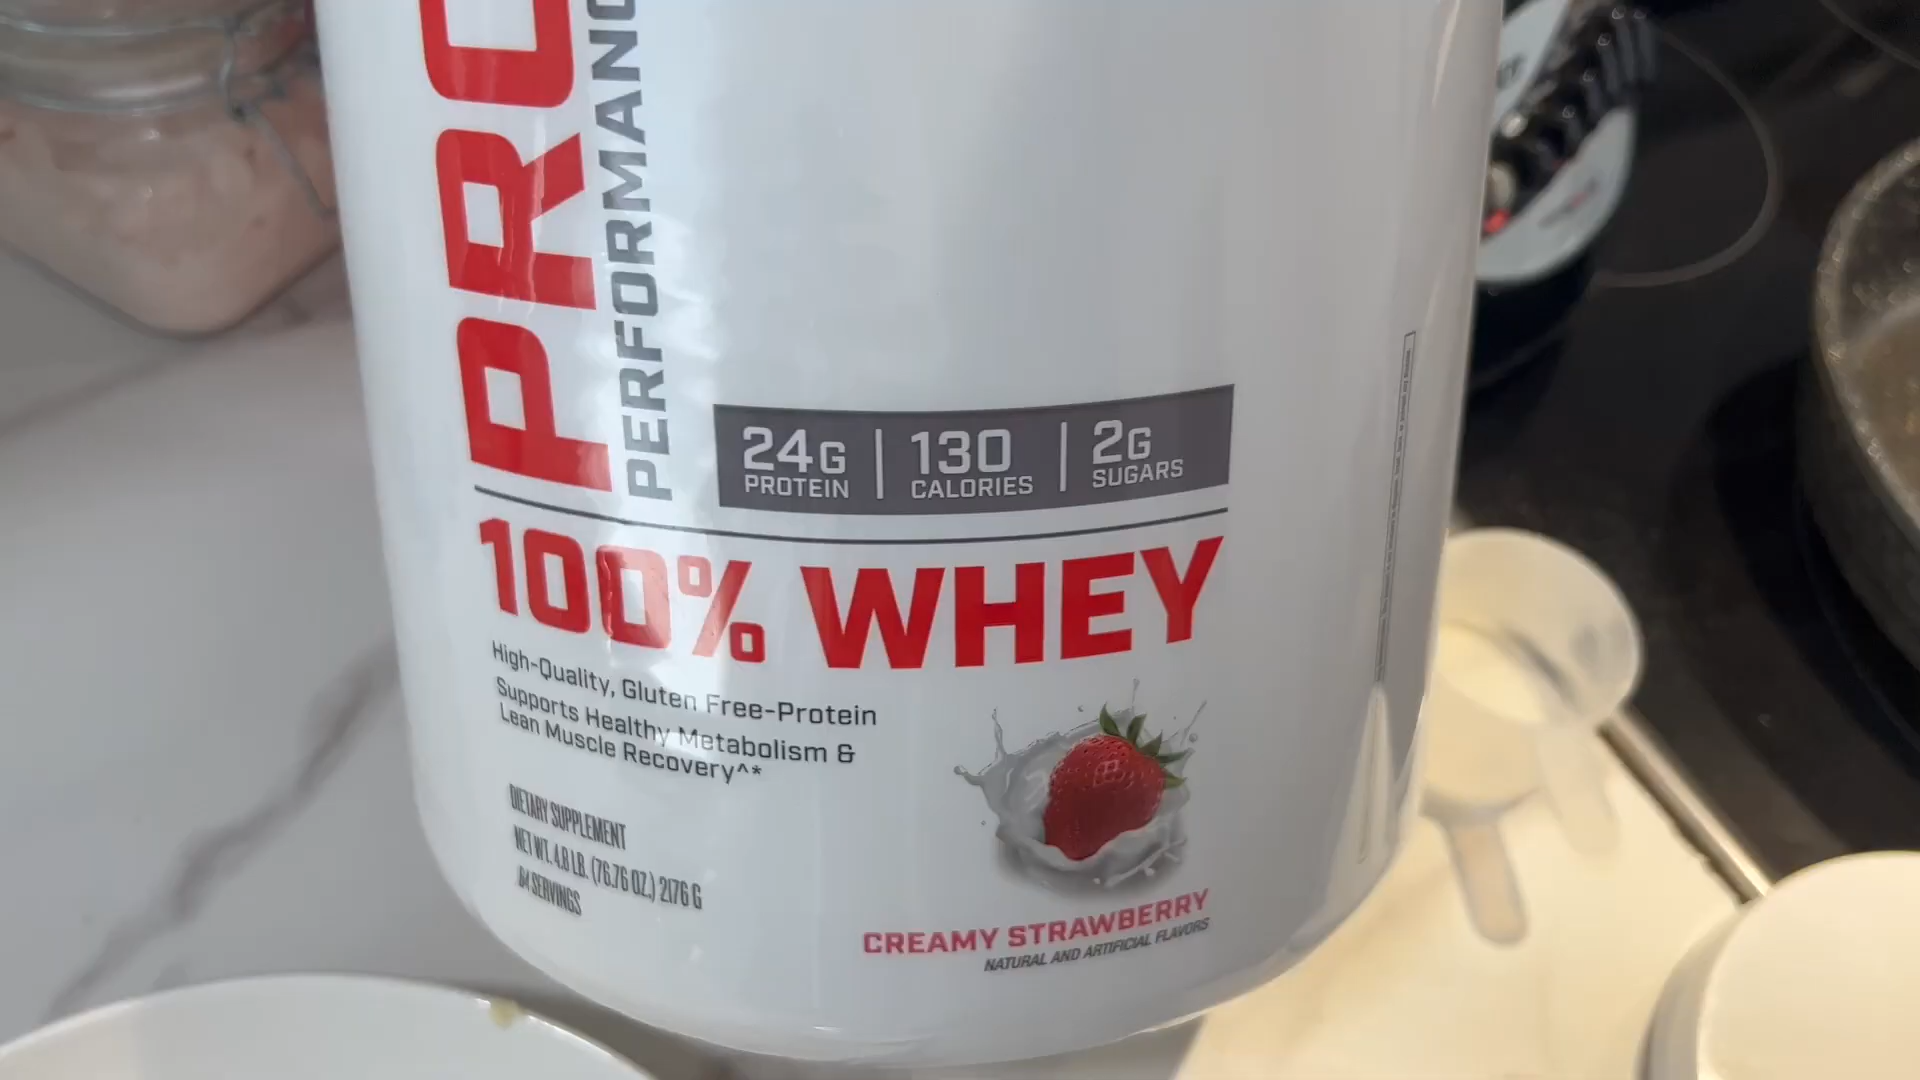 PRO
PERFORMANC
24G PROTEIN | 130 CALORIES | 2G SUGARS
100% WHEY
High-Quality, Gluten Free-Protein
Supports Healthy Metabolism &
Lean Muscle Recovery^*
DIETARY SUPPLEMENT
NET WT. 4.8 LB. (76.76 OZ.) 2176 G
64 SERVINGS
CREAMY STRAWBERRY
NATURAL AND ARTIFICIAL FLAVORS